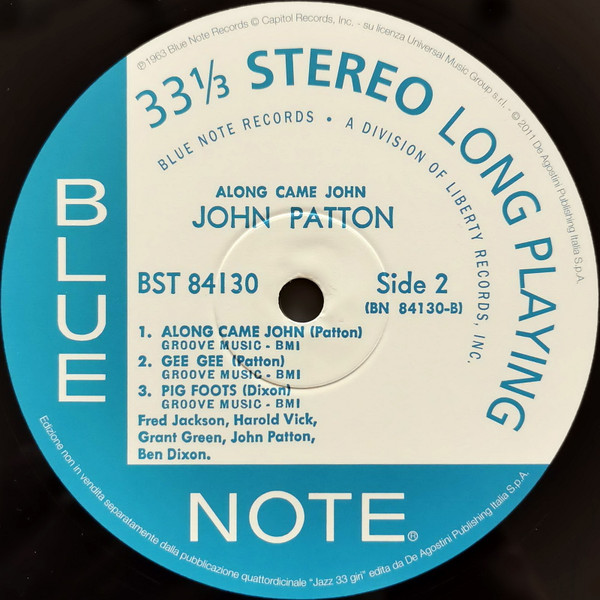 ℗1963 Blue Note Records © Capitol Records, Inc. - su licenza Universal Music Group s.r.l. - © 2011 De Agostini Publishing Italia S.p.A.
33⅓ STEREO LONG PLAYING
BLUE NOTE RECORDS • A DIVISION OF LIBERTY RECORDS, INC.
ALONG CAME JOHN
JOHN PATTON
BST 84130
Side 2
(BN 84130-B)
1. ALONG CAME JOHN (Patton)
GROOVE MUSIC - BMI
2. GEE GEE (Patton)
GROOVE MUSIC - BMI
3. PIG FOOTS (Dixon)
GROOVE MUSIC - BMI
Fred Jackson, Harold Vick,
Grant Green, John Patton,
Ben Dixon.
BLUE
NOTE®
Edizione non in vendita separatamente dalla pubblicazione quattordicinale "Jazz 33 giri" edita da De Agostini Publishing Italia S.p.A.